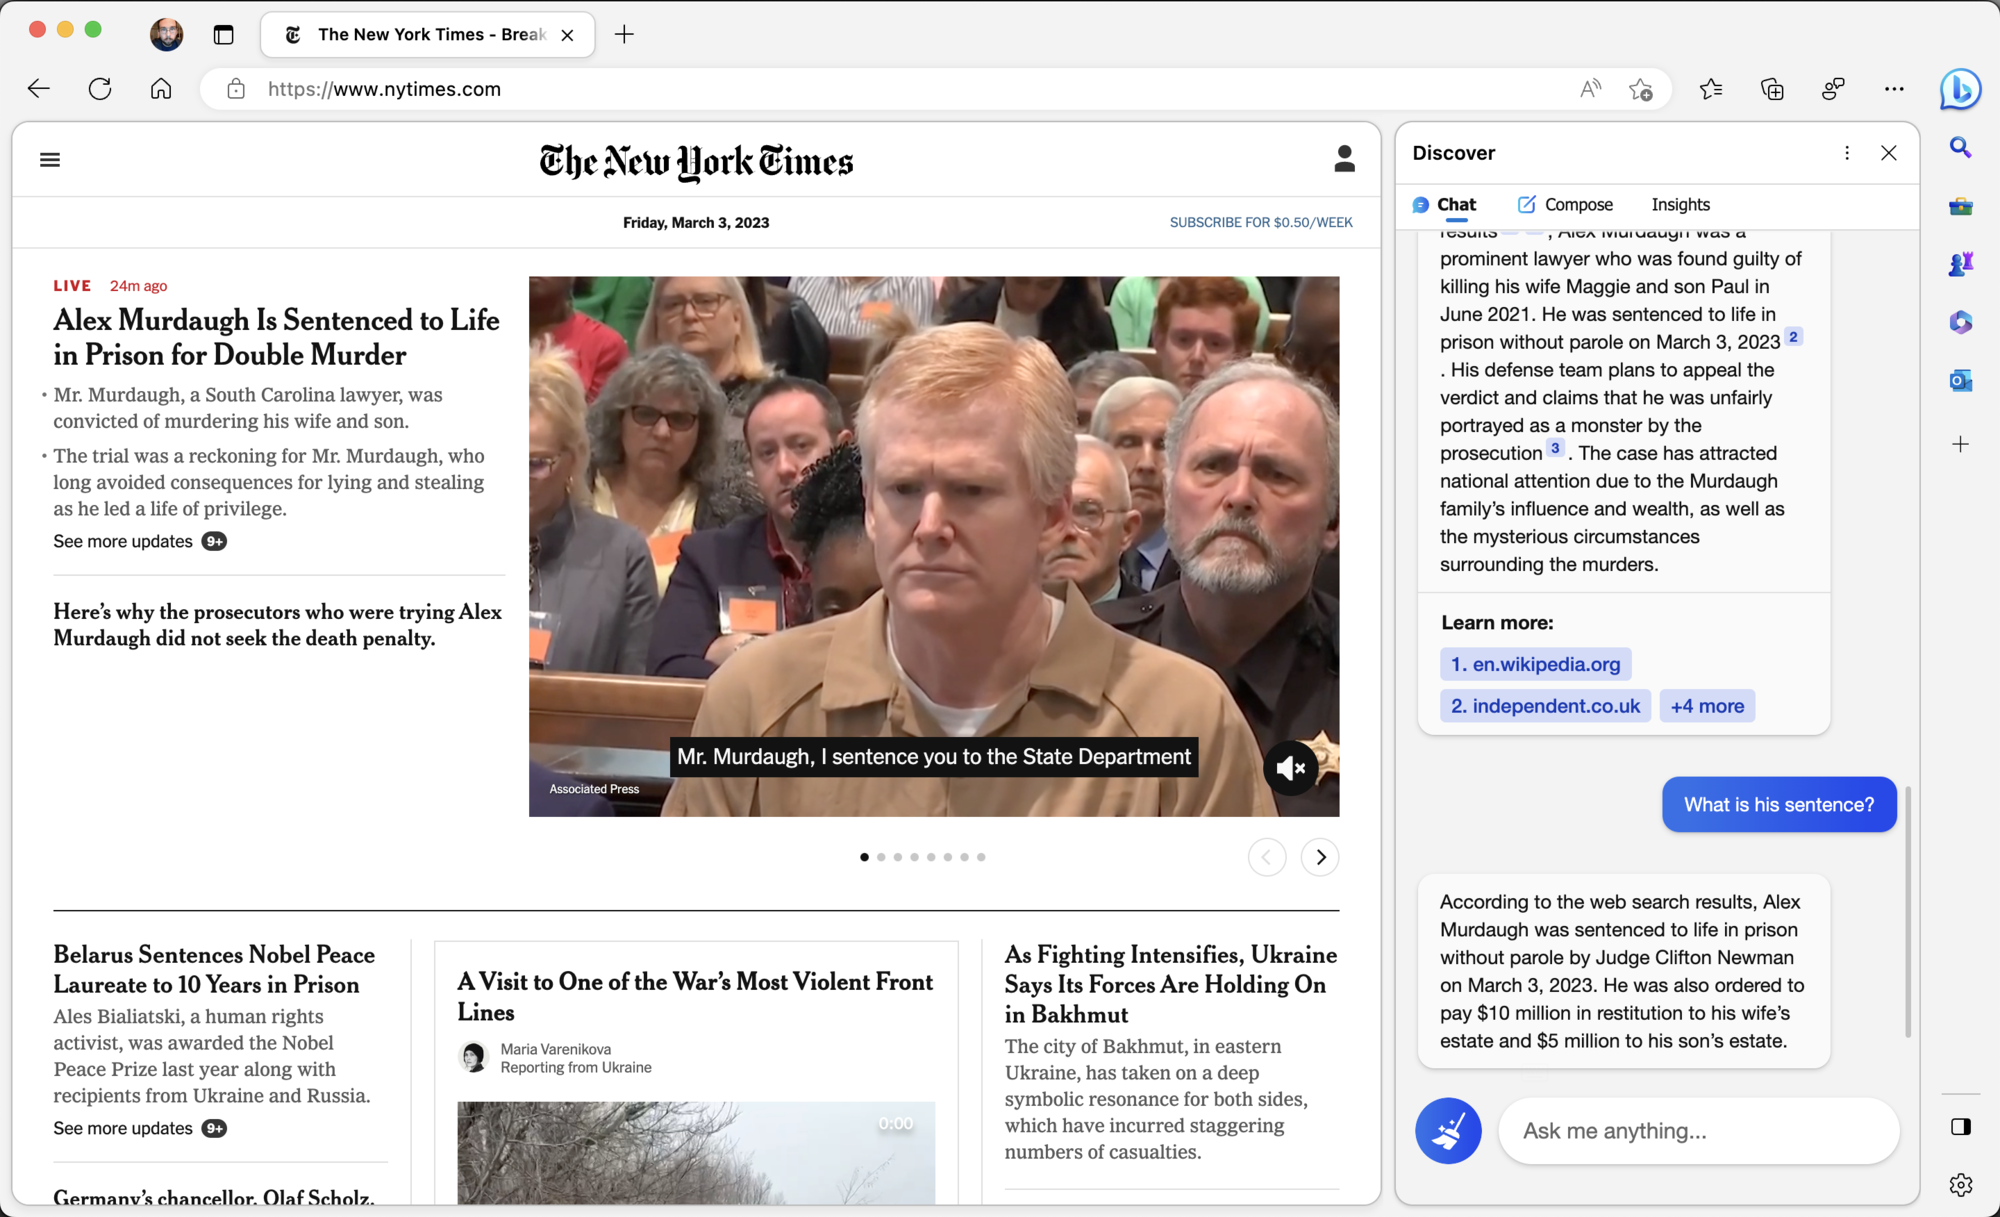 The New York Times - Break
https://www.nytimes.com
The New York Times
Friday, March 3, 2023
SUBSCRIBE FOR $0.50/WEEK
LIVE 24m ago
Alex Murdaugh Is Sentenced to Life
in Prison for Double Murder
• Mr. Murdaugh, a South Carolina lawyer, was
convicted of murdering his wife and son.
• The trial was a reckoning for Mr. Murdaugh, who
long avoided consequences for lying and stealing
as he led a life of privilege.
See more updates 9+
Here’s why the prosecutors who were trying Alex
Murdaugh did not seek the death penalty.
Mr. Murdaugh, I sentence you to the State Department
Associated Press
Belarus Sentences Nobel Peace
Laureate to 10 Years in Prison
Ales Bialiatski, a human rights
activist, was awarded the Nobel
Peace Prize last year along with
recipients from Ukraine and Russia.
See more updates 9+
Germany’s chancellor, Olaf Scholz,
A Visit to One of the War’s Most Violent Front
Lines
Maria Varenikova
Reporting from Ukraine
0:00
As Fighting Intensifies, Ukraine
Says Its Forces Are Holding On
in Bakhmut
The city of Bakhmut, in eastern
Ukraine, has taken on a deep
symbolic resonance for both sides,
which have incurred staggering
numbers of casualties.
Discover
Chat Compose Insights
results , Alex Murdaugh was a
prominent lawyer who was found guilty of
killing his wife Maggie and son Paul in
June 2021. He was sentenced to life in
prison without parole on March 3, 2023 2
. His defense team plans to appeal the
verdict and claims that he was unfairly
portrayed as a monster by the
prosecution 3 . The case has attracted
national attention due to the Murdaugh
family’s influence and wealth, as well as
the mysterious circumstances
surrounding the murders.
Learn more:
1. en.wikipedia.org
2. independent.co.uk +4 more
What is his sentence?
According to the web search results, Alex
Murdaugh was sentenced to life in prison
without parole by Judge Clifton Newman
on March 3, 2023. He was also ordered to
pay $10 million in restitution to his wife’s
estate and $5 million to his son’s estate.
Ask me anything...